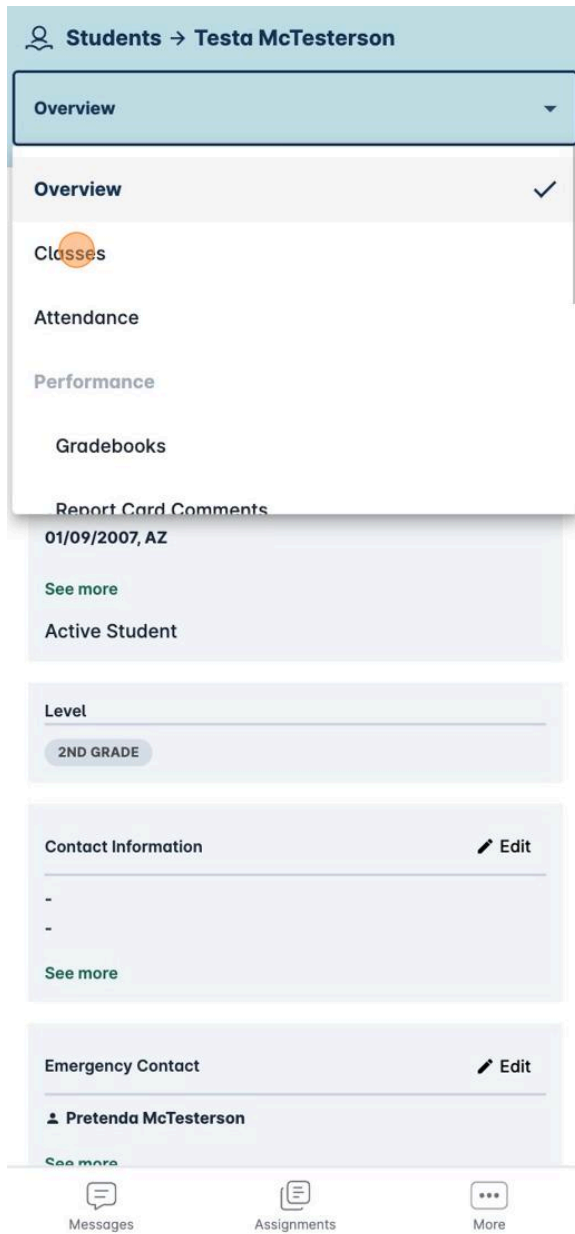 Students → Testa McTesterson
Overview
Overview
Classes
Attendance
Performance
Gradebooks
Report Card Comments
01/09/2007, AZ
See more
Active Student
Level
2ND GRADE
Contact Information Edit
-
-
See more
Emergency Contact Edit
Pretenda McTesterson
See more
Messages Assignments More